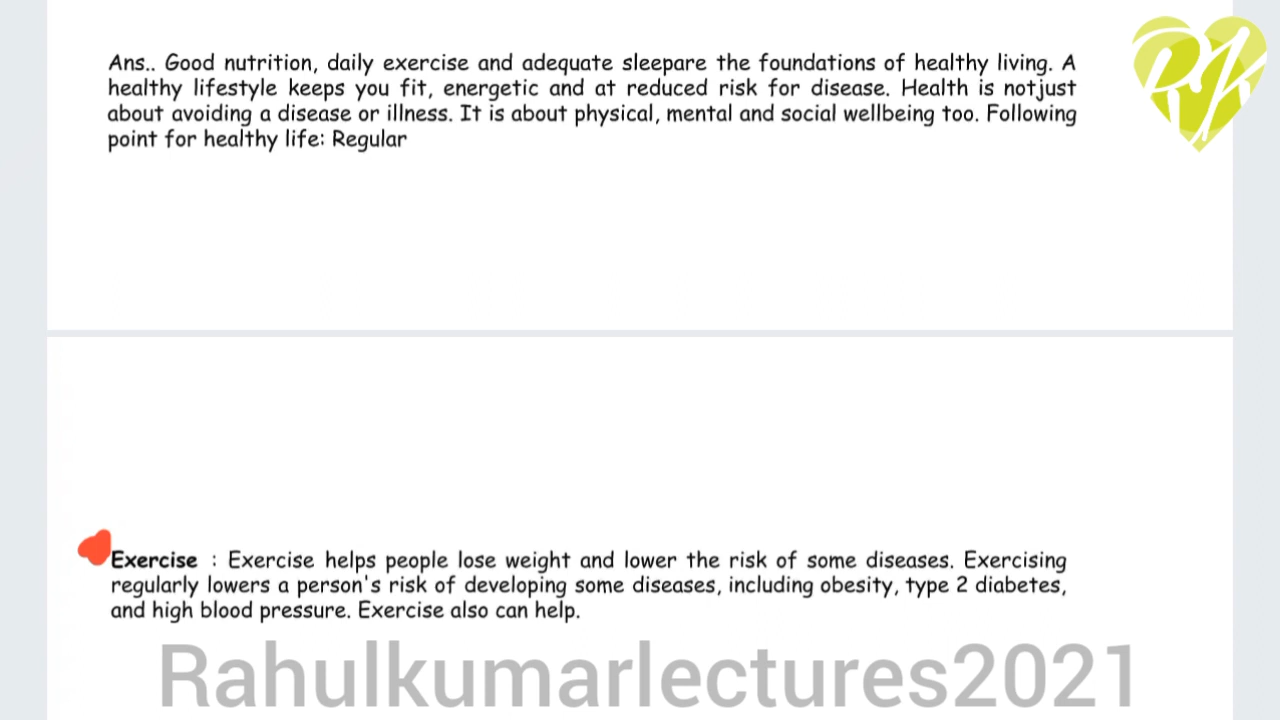 Ans.. Good nutrition, daily exercise and adequate sleepare the foundations of healthy living. A
healthy lifestyle keeps you fit, energetic and at reduced risk for disease. Health is notjust
about avoiding a disease or illness. It is about physical, mental and social wellbeing too. Following
point for healthy life: Regular
RK
Exercise : Exercise helps people lose weight and lower the risk of some diseases. Exercising
regularly lowers a person's risk of developing some diseases, including obesity, type 2 diabetes,
and high blood pressure. Exercise also can help.
Rahulkumarlectures2021